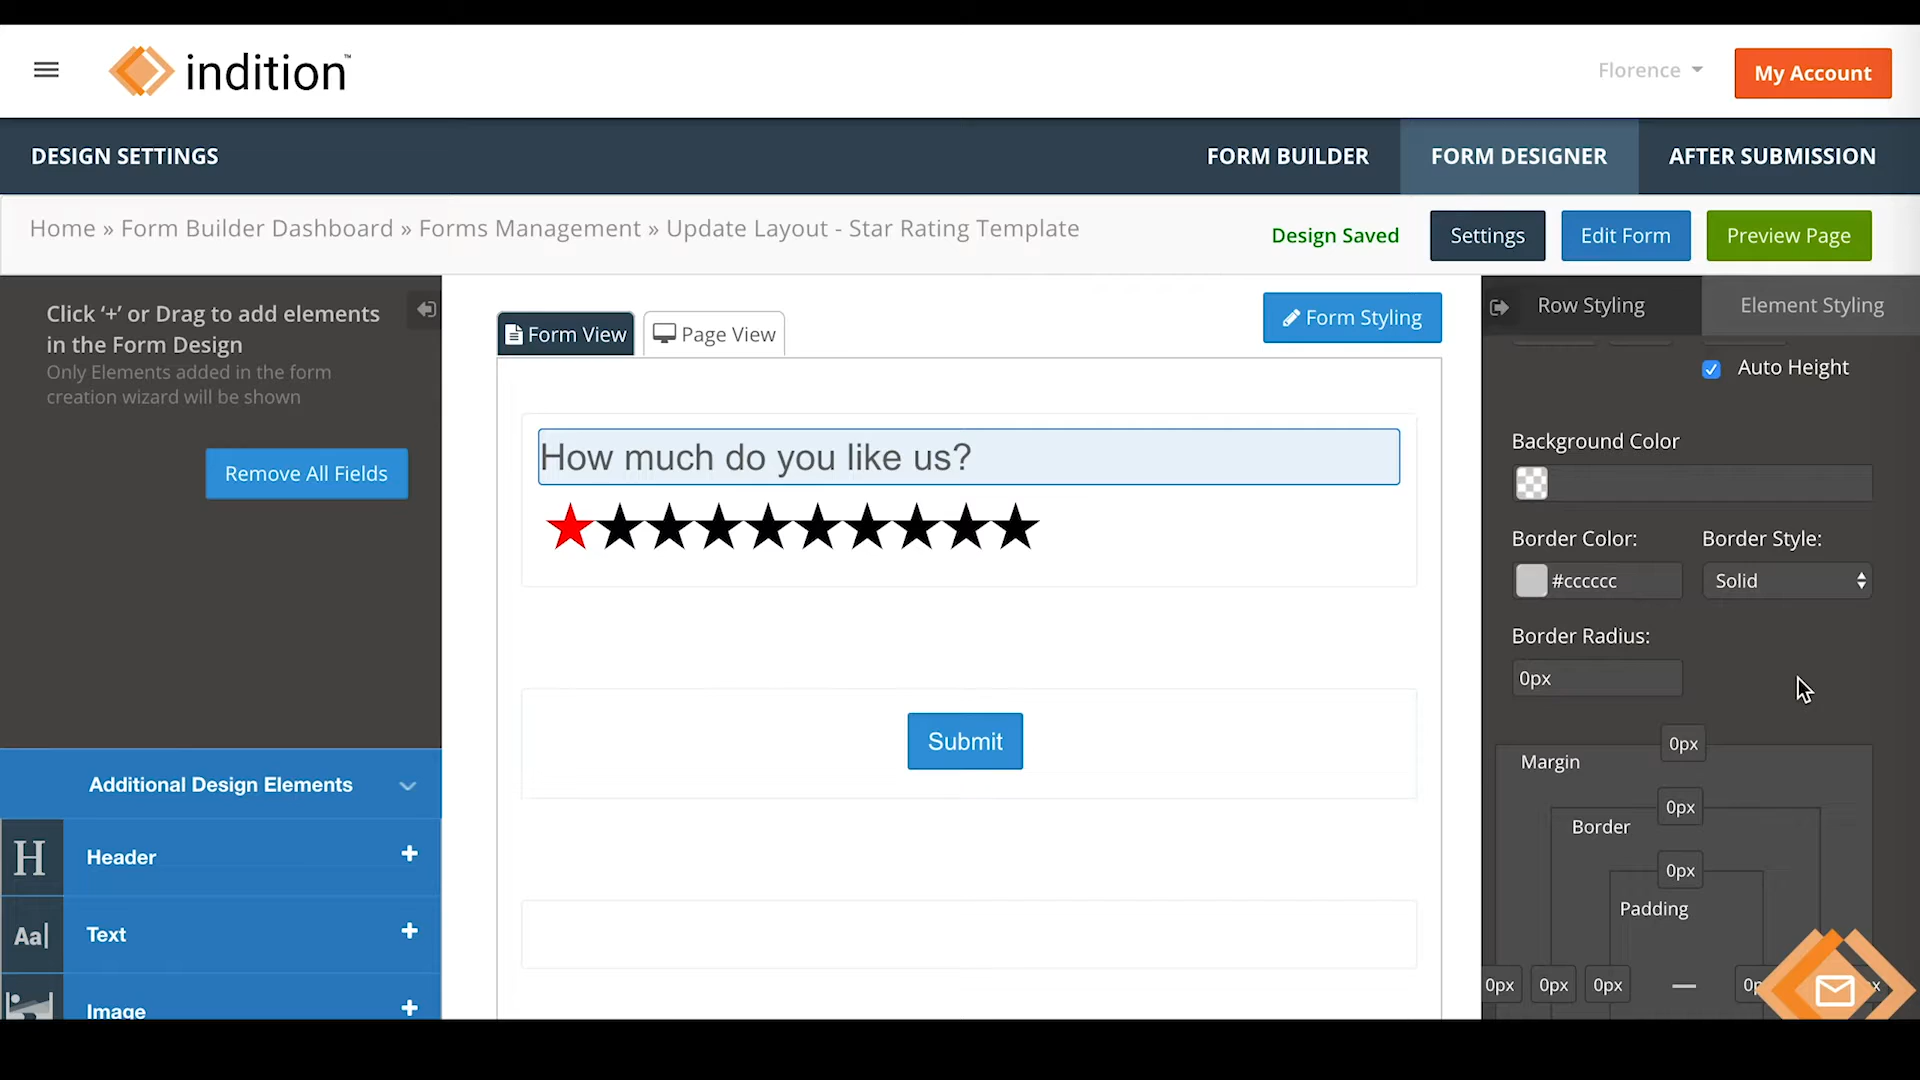 indition™
Florence
My Account
DESIGN SETTINGS
FORM BUILDER
FORM DESIGNER
AFTER SUBMISSION
Home » Form Builder Dashboard » Forms Management » Update Layout - Star Rating Template
Design Saved
Settings
Edit Form
Preview Page
Click ‘+’ or Drag to add elements
in the Form Design
Only Elements added in the form
creation wizard will be shown
Remove All Fields
Additional Design Elements
H
Header
+
Aa|
Text
+
Image
+
Form View
Page View
Form Styling
How much do you like us?
Submit
Row Styling
Element Styling
Auto Height
Background Color
Border Color:
Border Style:
#cccccc
Solid
Border Radius:
0px
0px
Margin
0px
Border
0px
Padding
0px
0px
0px
—